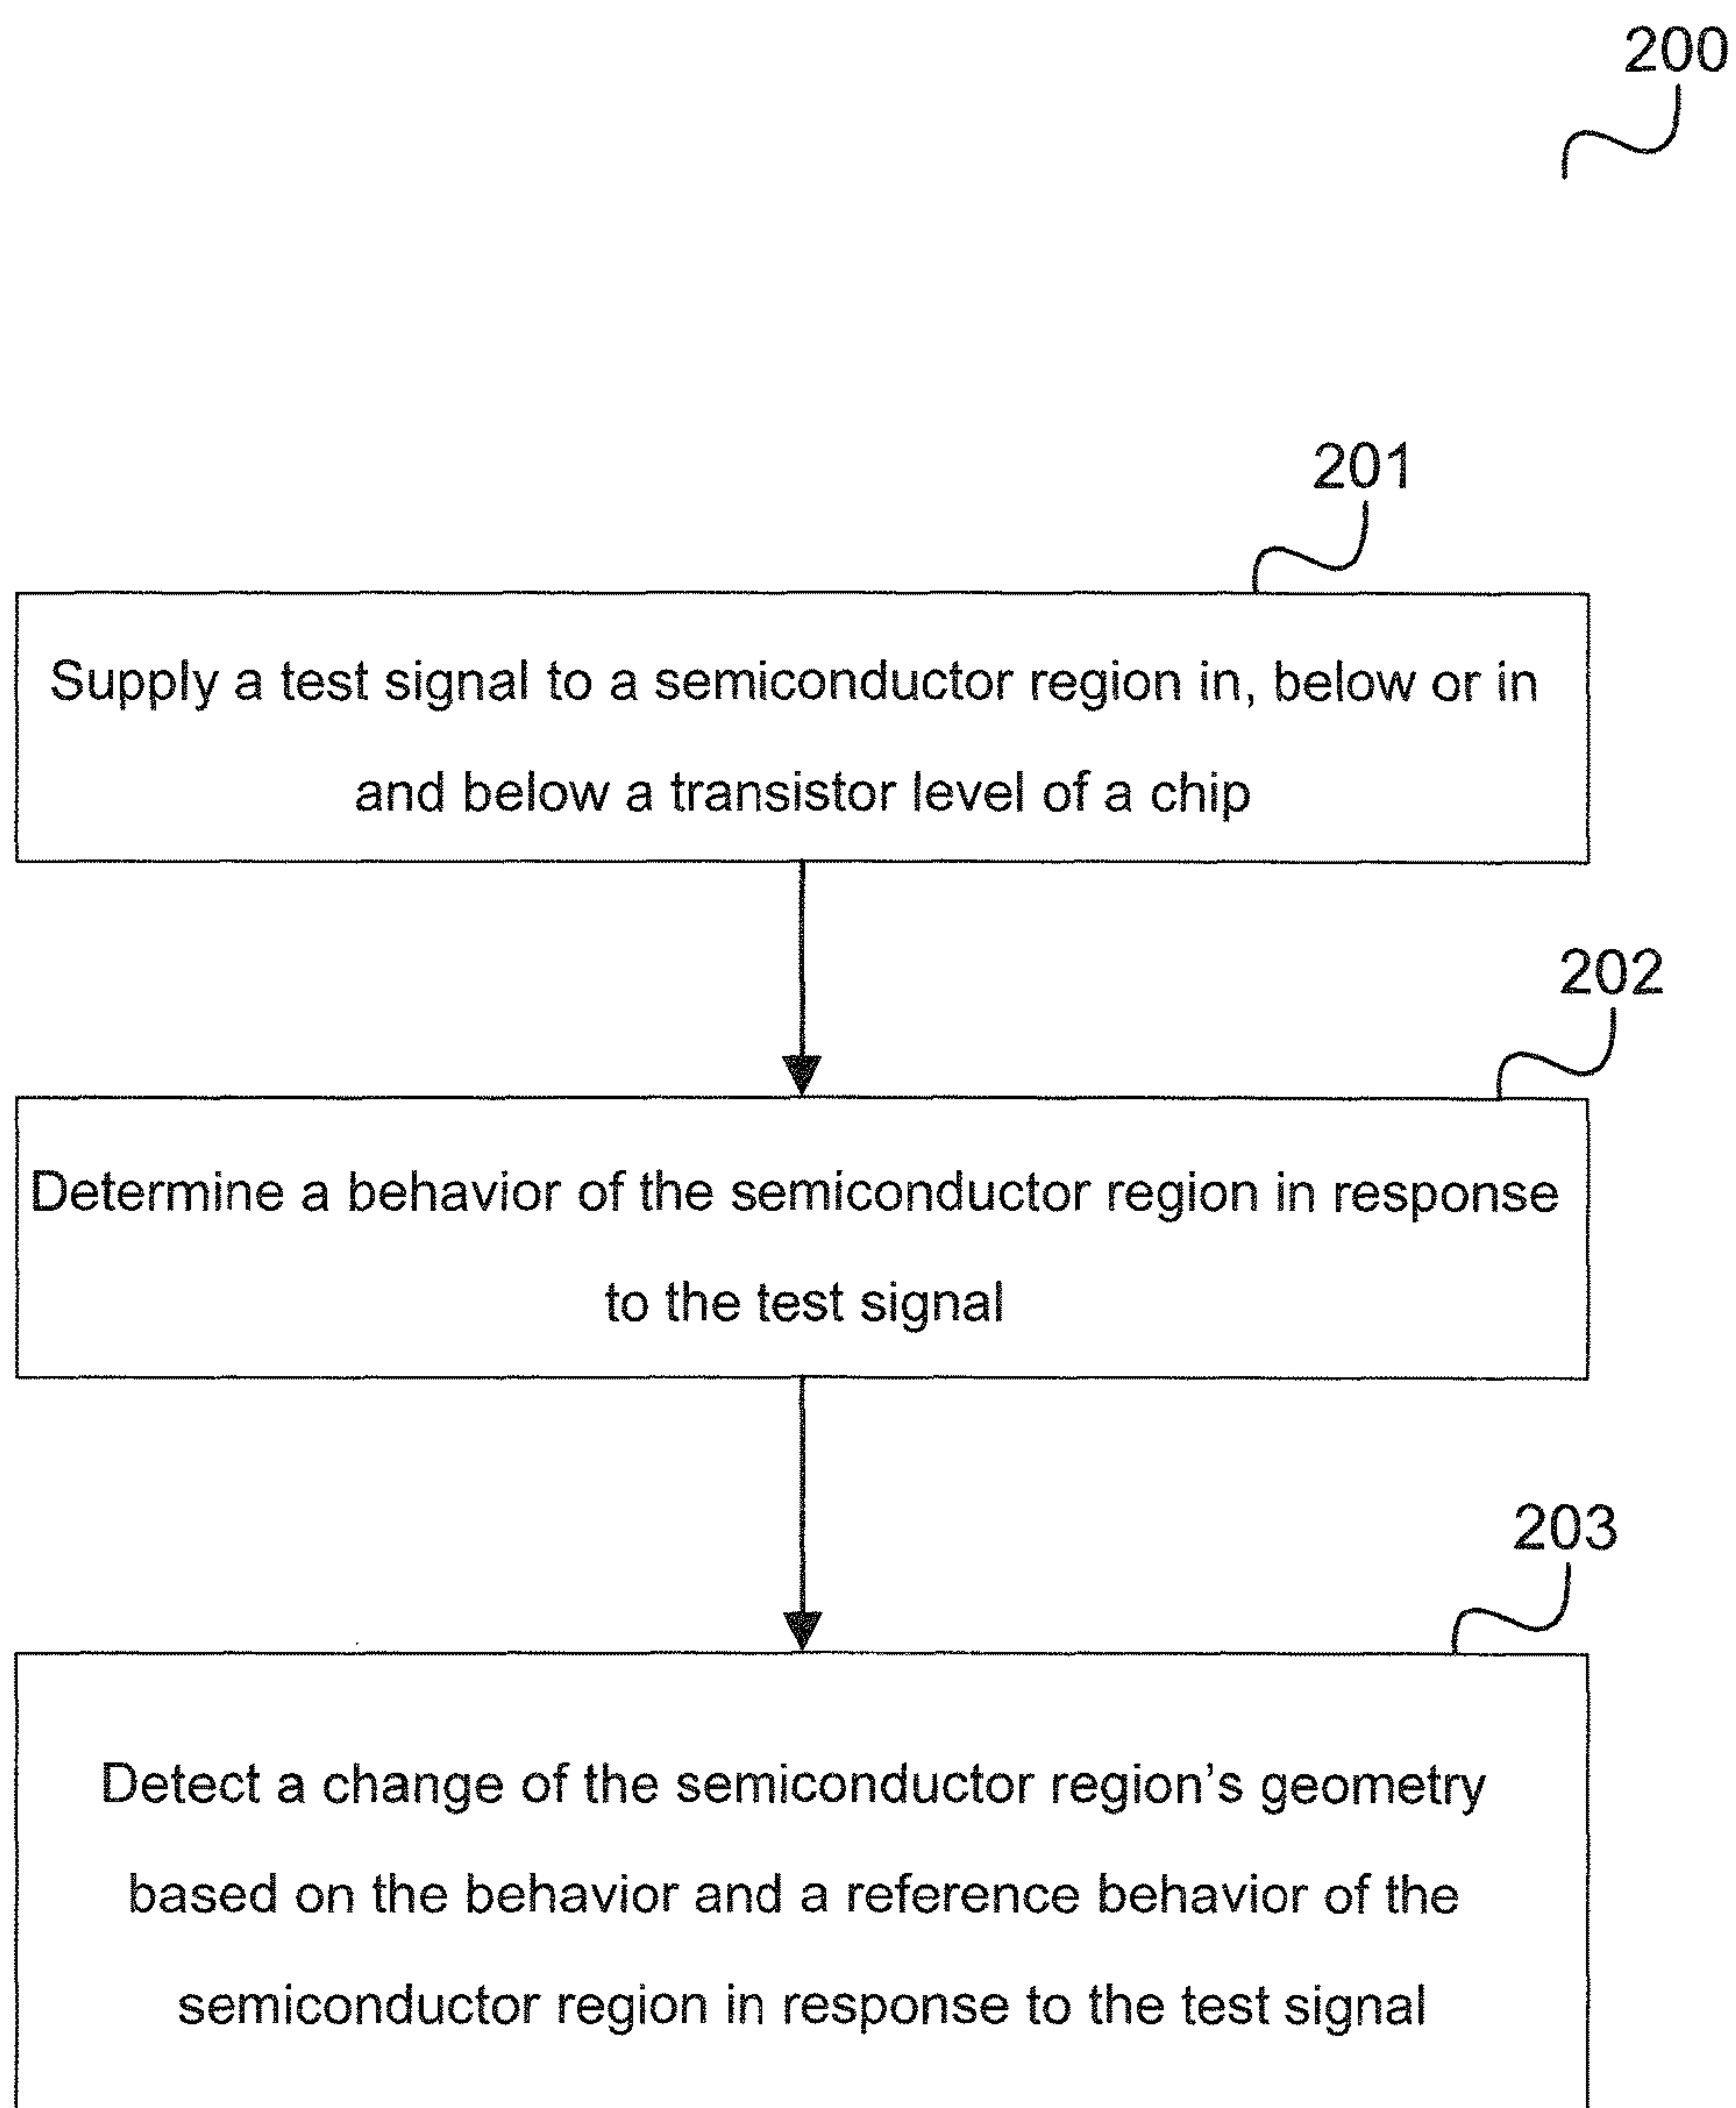 200
201
Supply a test signal to a semiconductor region in, below or in
and below a transistor level of a chip
202
Determine a behavior of the semiconductor region in response
to the test signal
203
Detect a change of the semiconductor region's geometry
based on the behavior and a reference behavior of the
semiconductor region in response to the test signal